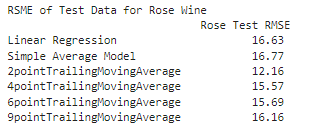 RSME of Test Data for Rose Wine
Rose Test RMSE
Linear Regression 16.63
Simple Average Model 16.77
2pointTrailingMovingAverage 12.16
4pointTrailingMovingAverage 15.57
6pointTrailingMovingAverage 15.69
9pointTrailingMovingAverage 16.16